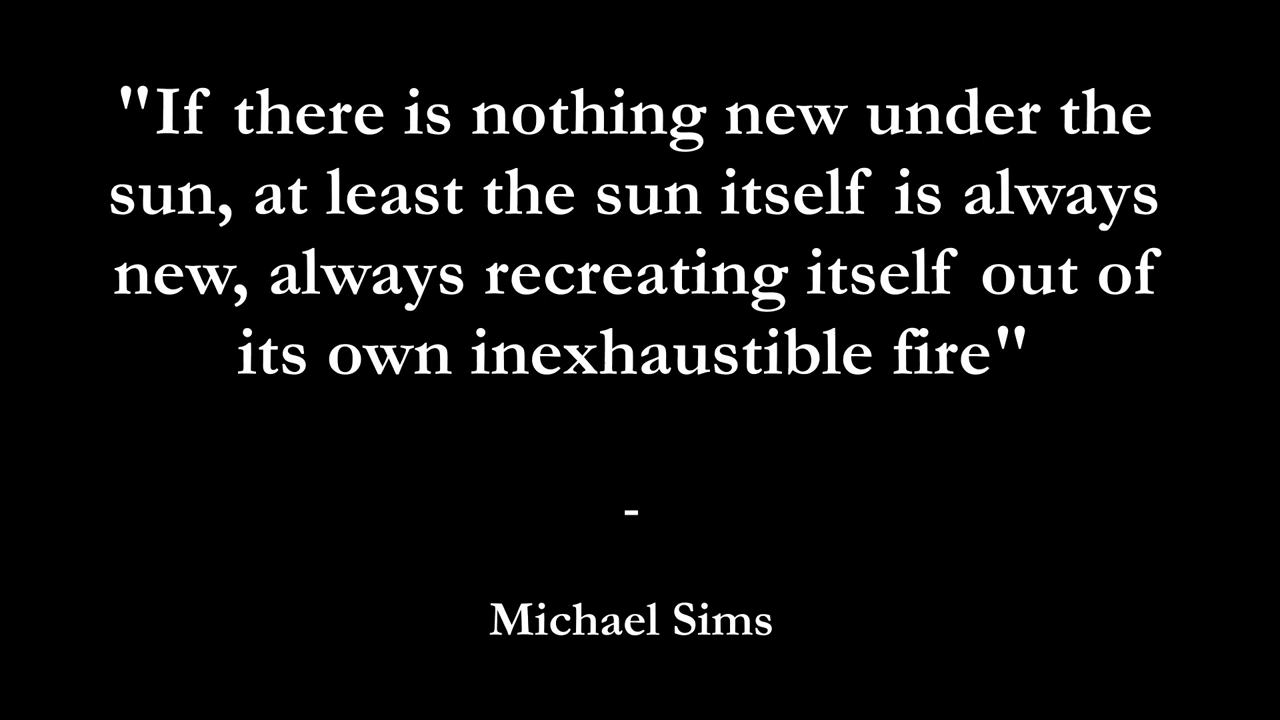 "If there is nothing new under the
sun, at least the sun itself is always
new, always recreating itself out of
its own inexhaustible fire"
-
Michael Sims